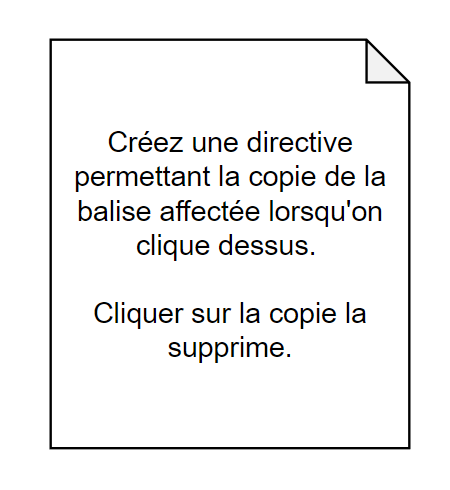 Créez une directive
permettant la copie de la
balise affectée lorsqu'on
clique dessus.
Cliquer sur la copie la
supprime.